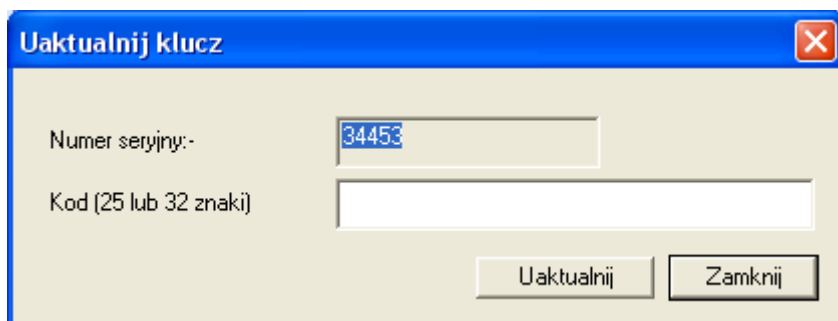 Uaktualnij klucz
Numer seryjny:- 34453
Kod (25 lub 32 znaki)
Uaktualnij Zamknij